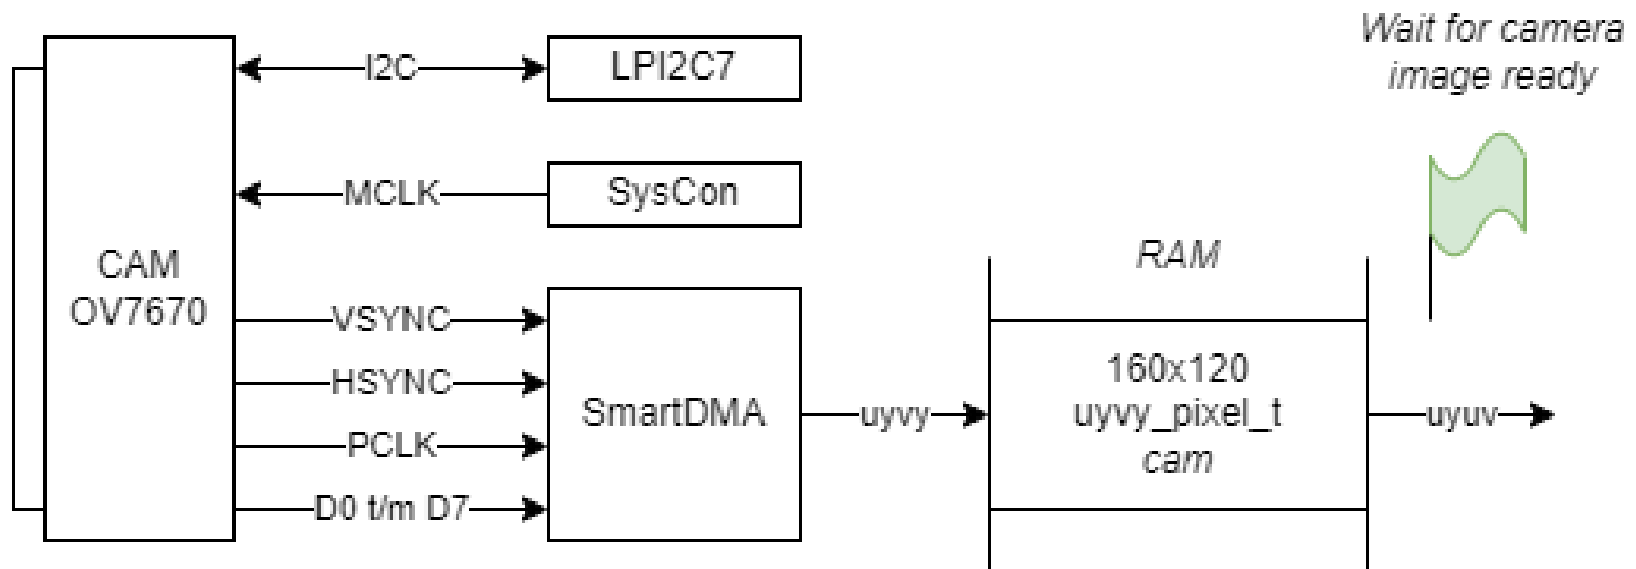 Wait for camera
image ready
I2C
LPI2C7
MCLK
SysCon
CAM
OV7670
RAM
VSYNC
HSYNC
PCLK
D0 t/m D7
SmartDMA
uyvy
160x120
uyvy_pixel_t
cam
uyuv